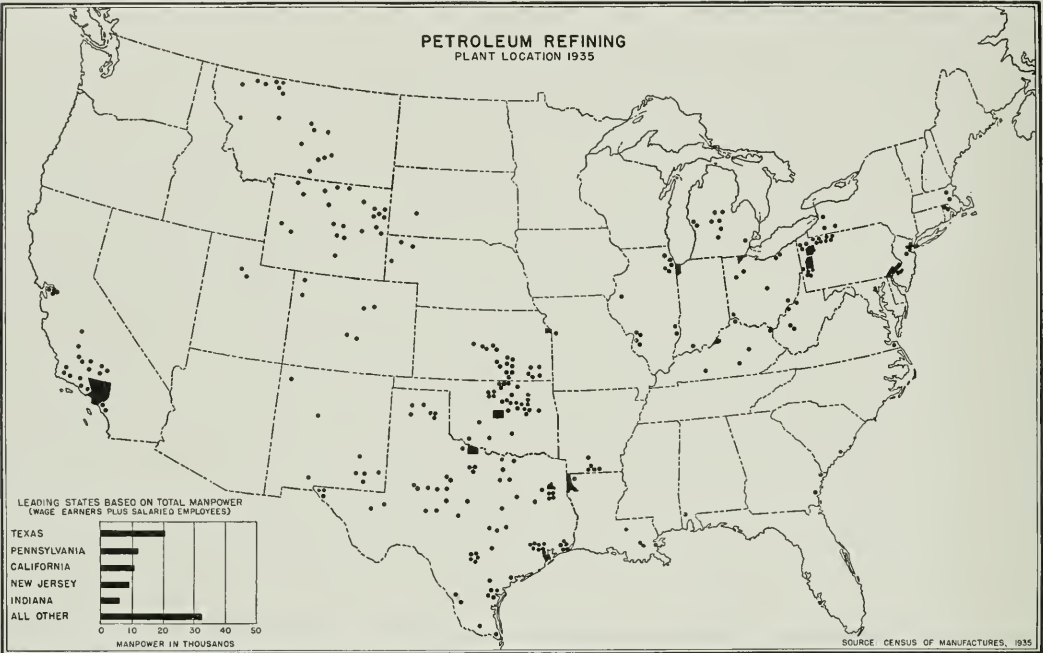 PETROLEUM REFINING
PLANT LOCATION 1935
LEADING STATES BASED ON TOTAL MANPOWER
(WAGE EARNERS PLUS SALARIED EMPLOYEES)
TEXAS
PENNSYLVANIA
CALIFORNIA
NEW JERSEY
INDIANA
ALL OTHER
0 10 20 30 40 50
MANPOWER IN THOUSANDS
SOURCE: CENSUS OF MANUFACTURES, 1935